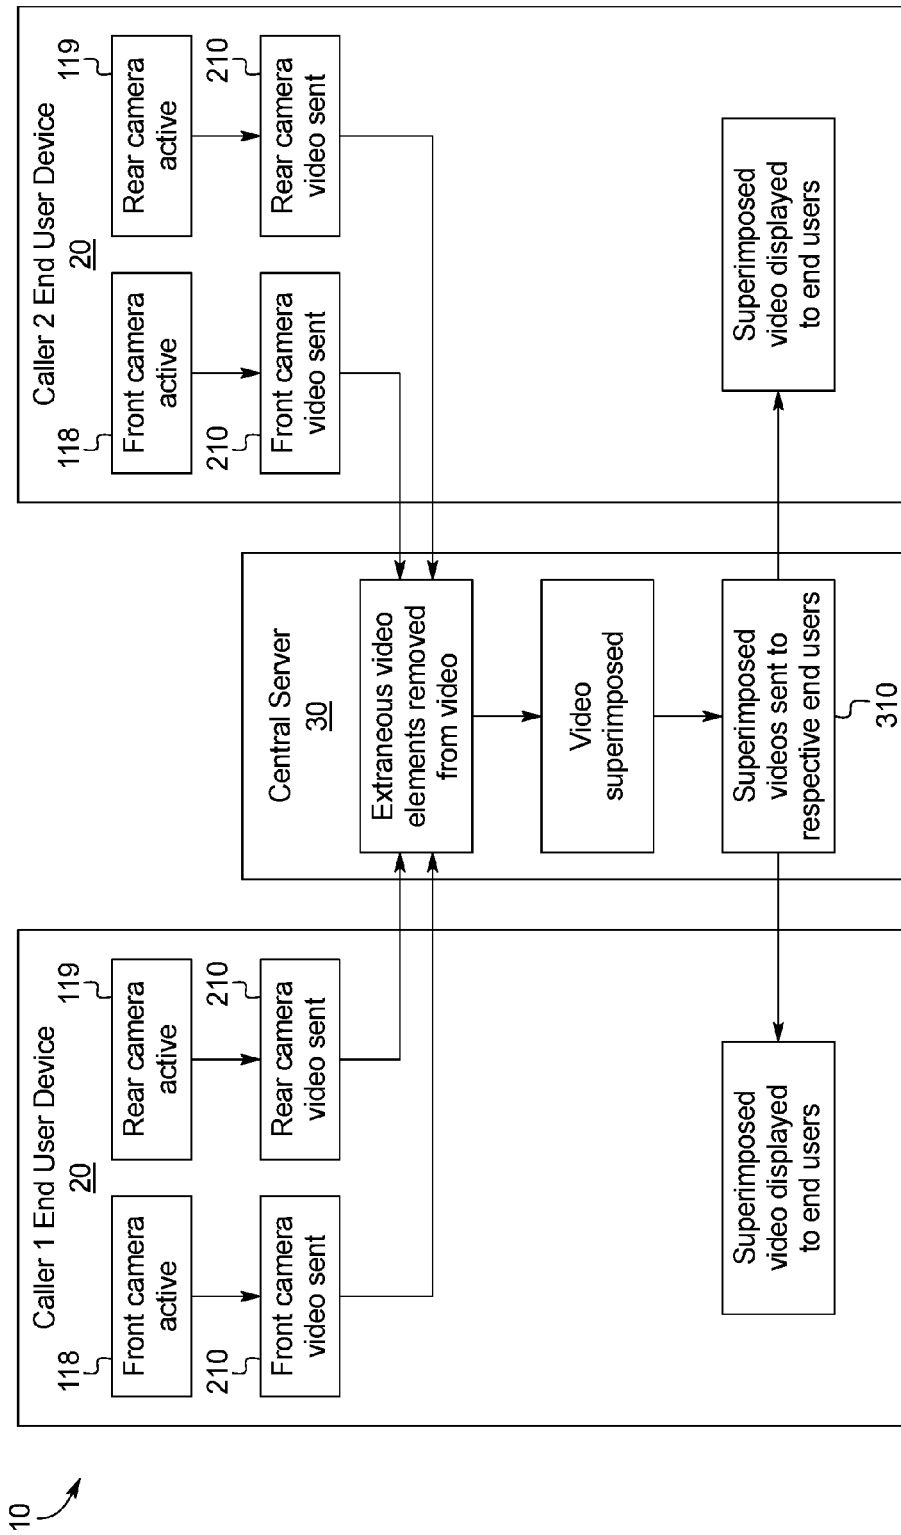 10
Caller 1 End User Device
20
118
Front camera
active
119
Rear camera
active
210
Front camera
video sent
210
Rear camera
video sent
Superimposed
video displayed
to end users
Central Server
30
Extraneous video
elements removed
from video
Video
superimposed
Superimposed
videos sent to
respective end users
310
Caller 2 End User Device
20
118
Front camera
active
119
Rear camera
active
210
Front camera
video sent
210
Rear camera
video sent
Superimposed
video displayed
to end users